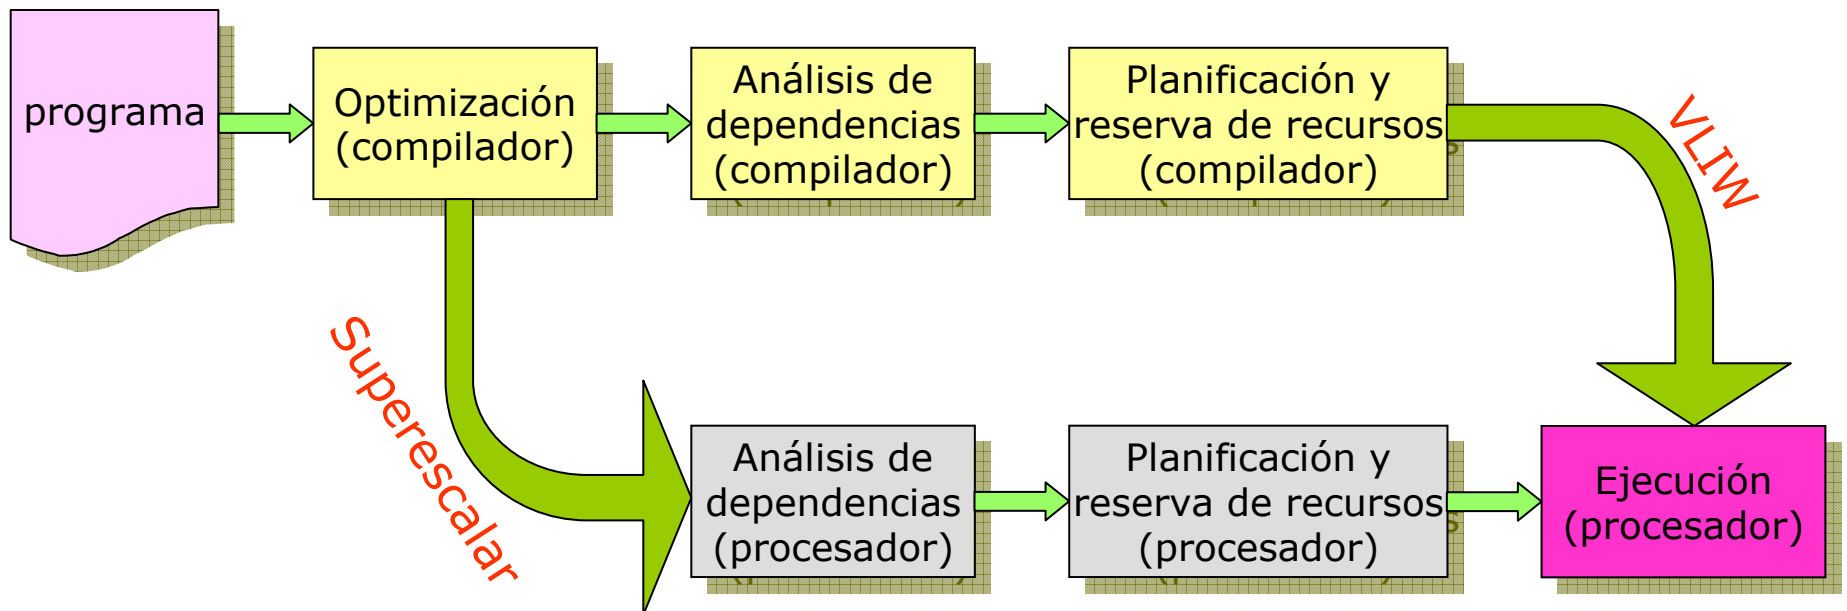 programa
Optimización
(compilador)
Análisis de
dependencias
(compilador)
Planificación y
reserva de recursos
(compilador)
VLIW
Superescalar
Análisis de
dependencias
(procesador)
Planificación y
reserva de recursos
(procesador)
Ejecución
(procesador)